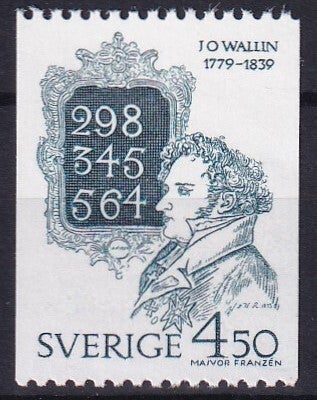 J O WALLIN
1779-1839
298
345
564
SVERIGE 4.50
MAJVOR FRANZÉN